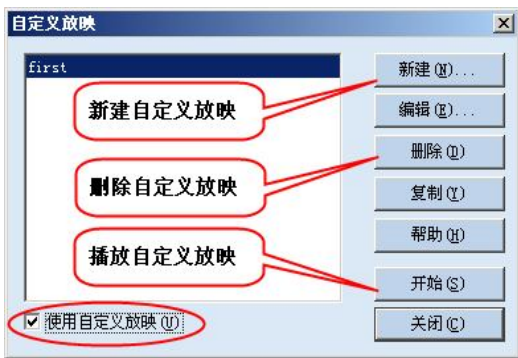 自定义放映
first
新建(N)...
新建自定义放映
编辑(E)...
删除(D)
删除自定义放映
复制(Y)
帮助(H)
播放自定义放映
开始(S)
使用自定义放映(U)
关闭(C)